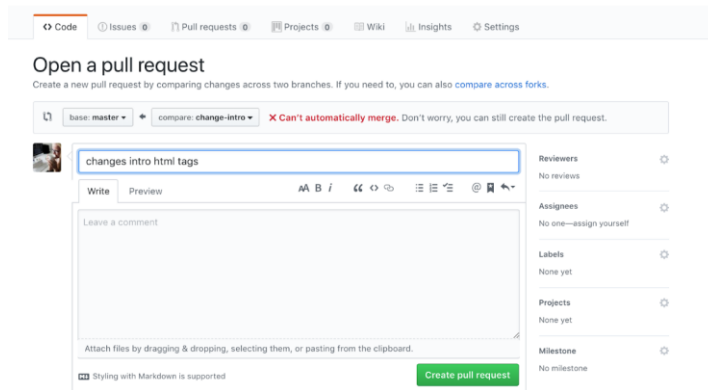 Code Issues 0 Pull requests 0 Projects 0 Wiki Insights Settings
Open a pull request
Create a new pull request by comparing changes across two branches. If you need to, you can also compare across forks.
base: master compare: change-intro Can't automatically merge. Don't worry, you can still create the pull request.
changes intro html tags
Write Preview AA B i
Leave a comment
Attach files by dragging & dropping, selecting them, or pasting from the clipboard.
Styling with Markdown is supported
Create pull request
Reviewers
No reviews
Assignees
No one—assign yourself
Labels
None yet
Projects
None yet
Milestone
No milestone